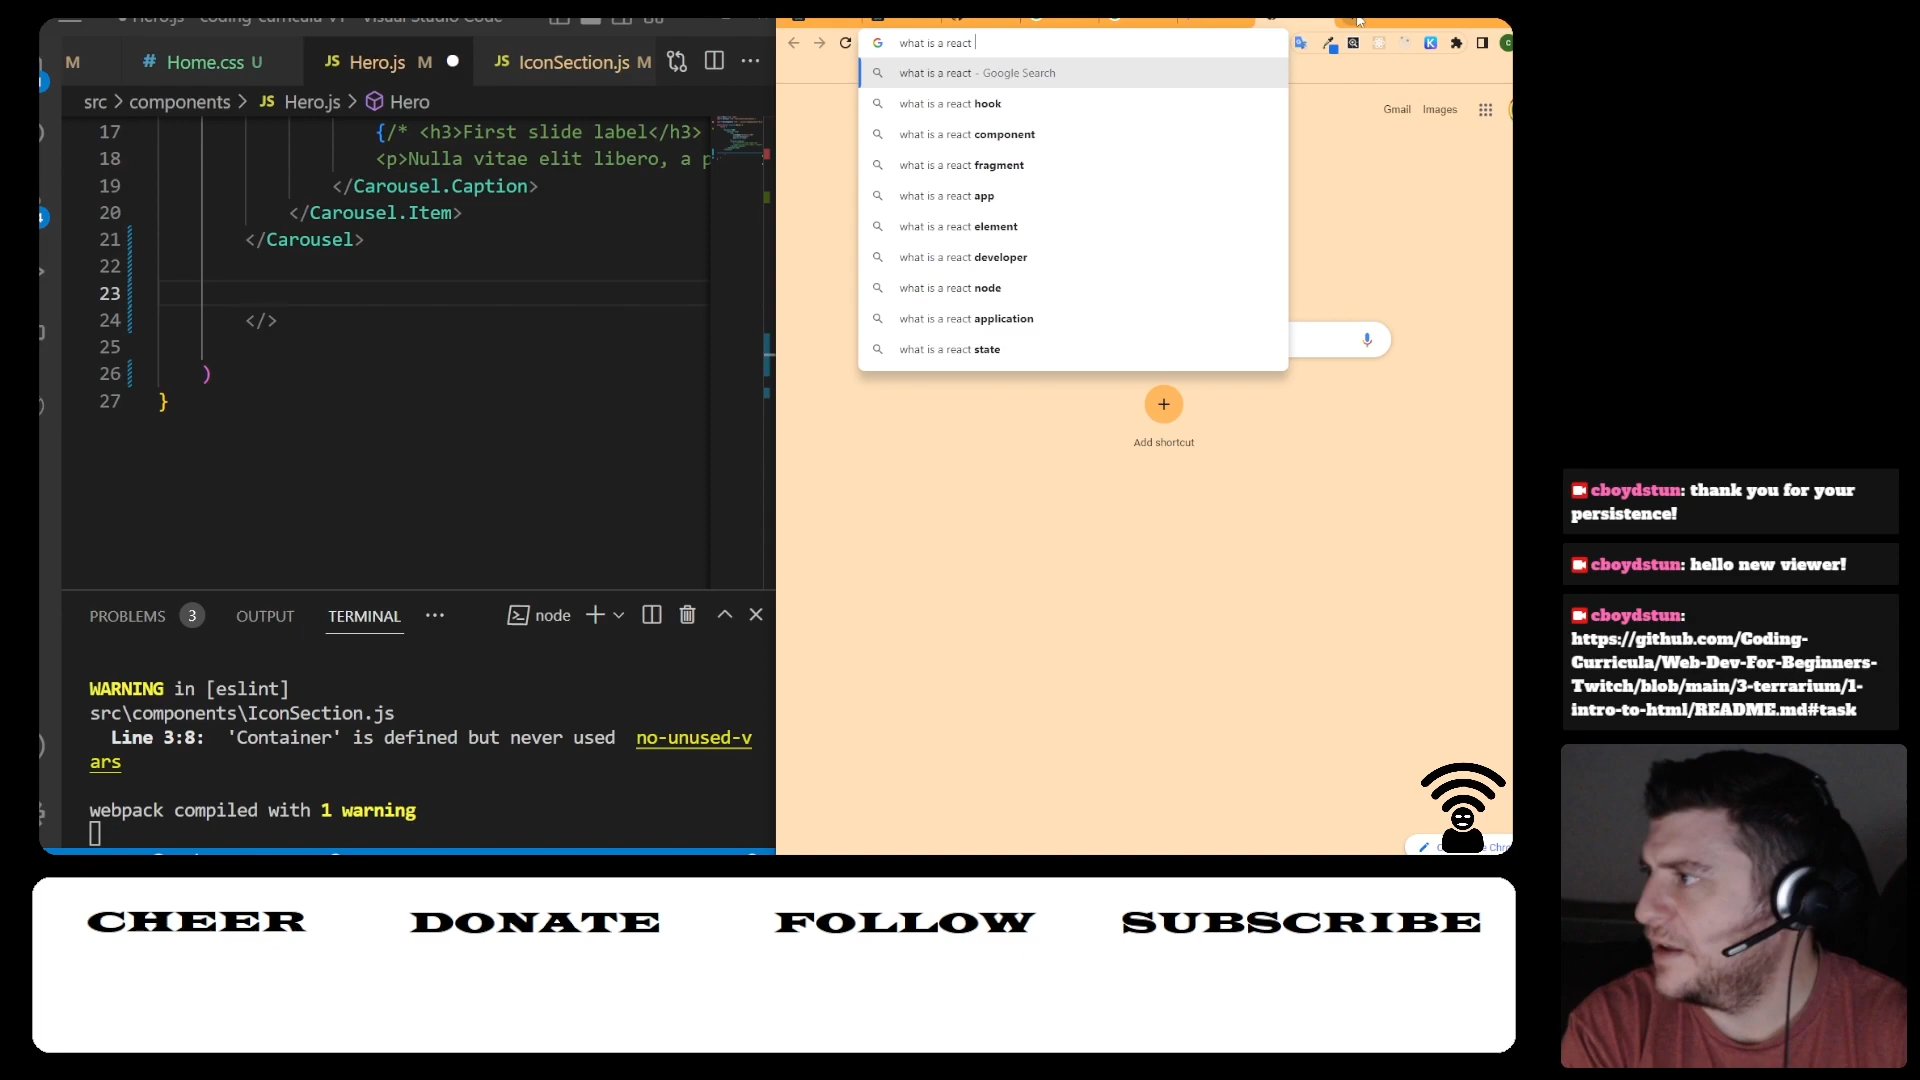 Hero.js - coding-curricula-v1 - Visual Studio Code
M
# Home.css U
JS Hero.js M
JS IconSection.js M
src > components > JS Hero.js > Hero
17 {/* <h3>First slide label</h3>
18 <p>Nulla vitae elit libero, a p
19 </Carousel.Caption>
20 </Carousel.Item>
21 </Carousel>
22
23
24 </>
25
26 )
27 }
PROBLEMS 3 OUTPUT TERMINAL ··· node
WARNING in [eslint]
src\components\IconSection.js
Line 3:8: 'Container' is defined but never used no-unused-v
ars
webpack compiled with 1 warning
what is a react
what is a react - Google Search
what is a react hook
what is a react component
what is a react fragment
what is a react app
what is a react element
what is a react developer
what is a react node
what is a react application
what is a react state
Gmail Images
Add shortcut
cboydstun: thank you for your
persistence!
cboydstun: hello new viewer!
cboydstun:
https://github.com/Coding-
Curricula/Web-Dev-For-Beginners-
Twitch/blob/main/3-terrarium/1-
intro-to-html/README.md#task
CHEER DONATE FOLLOW SUBSCRIBE